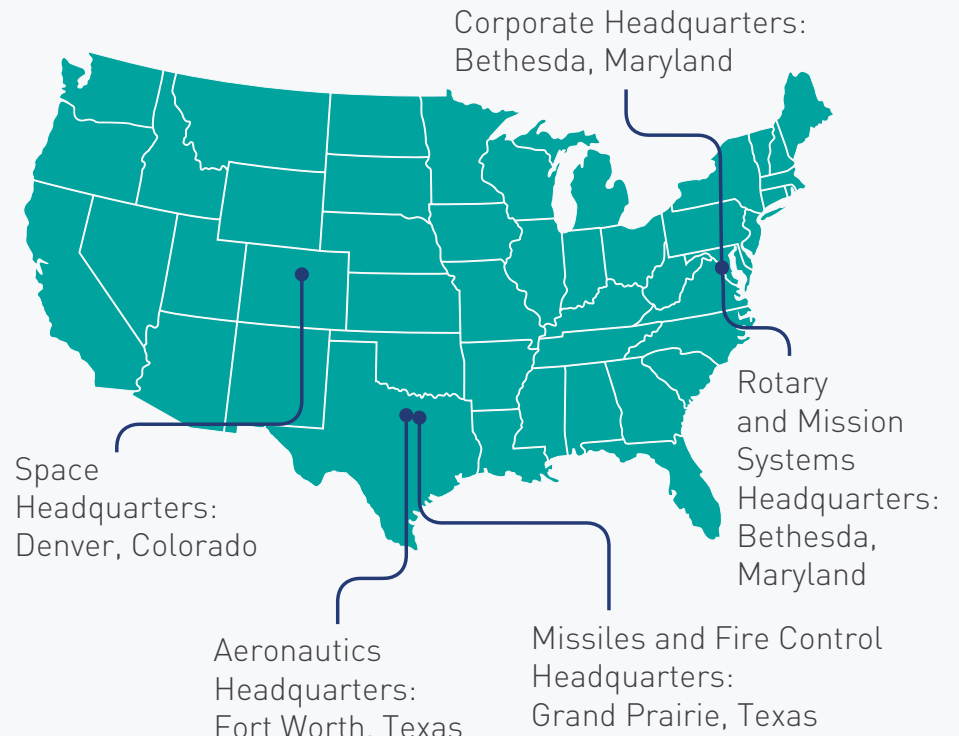 Corporate Headquarters:
Bethesda, Maryland
Rotary
and Mission
Systems
Headquarters:
Bethesda,
Maryland
Space
Headquarters:
Denver, Colorado
Aeronautics
Headquarters:
Fort Worth, Texas
Missiles and Fire Control
Headquarters:
Grand Prairie, Texas